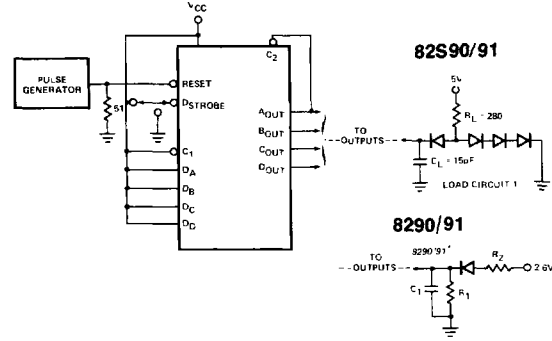 VCC
C2
82S90/91
PULSE
GENERATOR
RESET
51
DSTROBE
AOUT
BOUT
COUT
DOUT
TO
OUTPUTS
5V
RL = 280
CL = 15pF
LOAD CIRCUIT 1
C1
DA
DB
DC
DD
8290/91
TO
OUTPUTS
8290/91
R2
2.6V
C1
R1